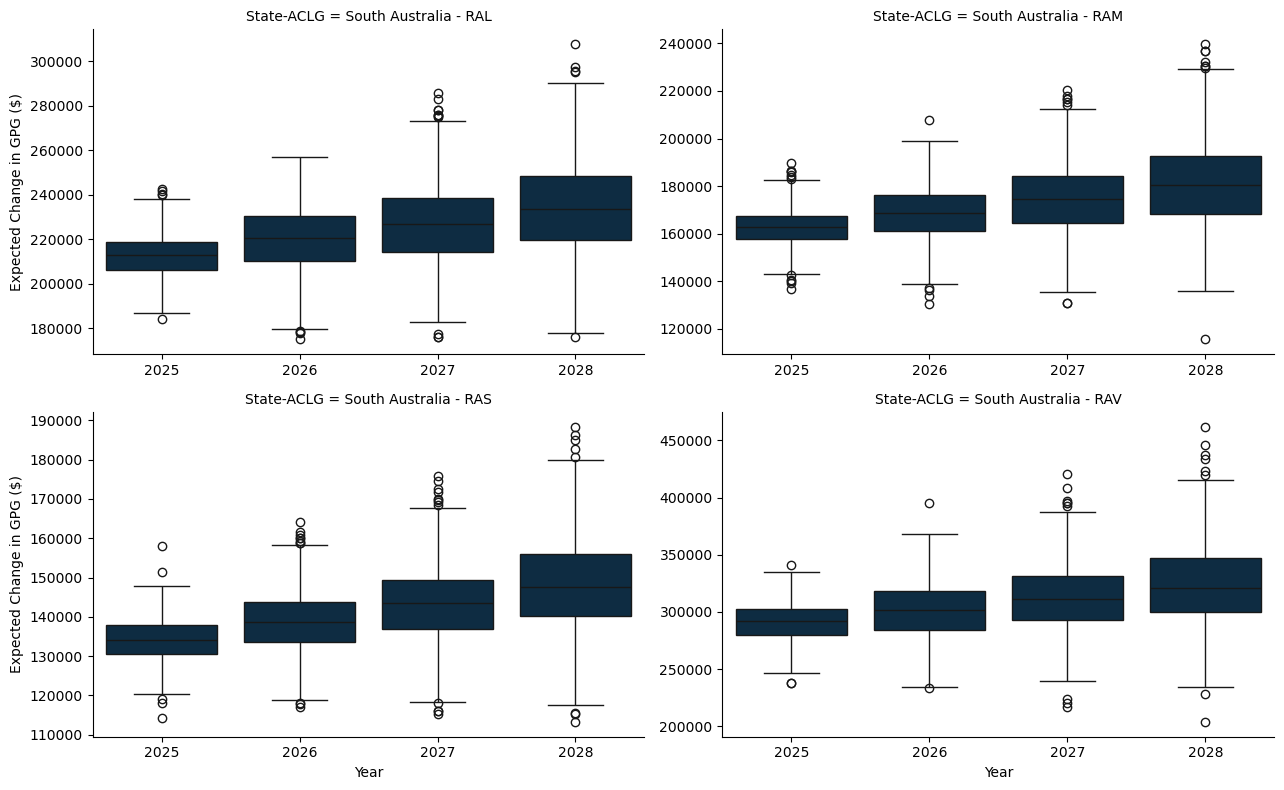 State-ACLG = South Australia - RAL
Expected Change in GPG ($)
300000
280000
260000
240000
220000
200000
180000
2025 2026 2027 2028
State-ACLG = South Australia - RAM
240000
220000
200000
180000
160000
140000
120000
2025 2026 2027 2028
State-ACLG = South Australia - RAS
Expected Change in GPG ($)
190000
180000
170000
160000
150000
140000
130000
120000
110000
2025 2026 2027 2028
Year
State-ACLG = South Australia - RAV
450000
400000
350000
300000
250000
200000
2025 2026 2027 2028
Year